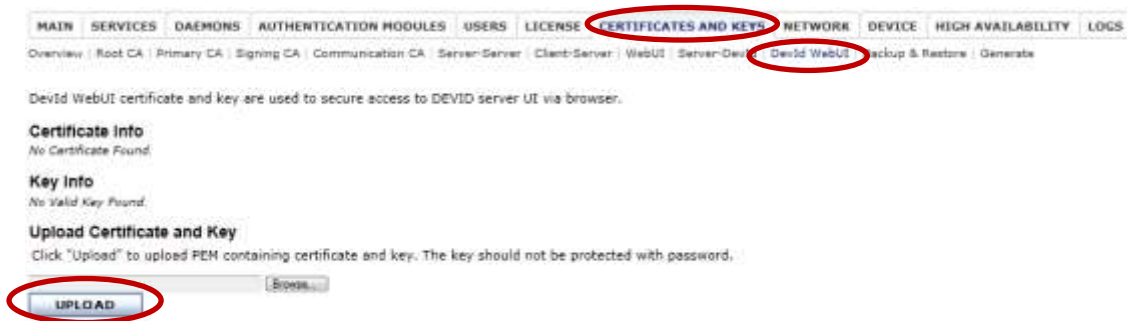 MAIN SERVICES DAEMONS AUTHENTICATION MODULES USERS LICENSE CERTIFICATES AND KEYS NETWORK DEVICE HIGH AVAILABILITY LOGS
Overview | Root CA | Primary CA | Signing CA | Communication CA | Server-Server | Client-Server | WebUI | Server-DevId | DevId WebUI | Backup & Restore | Generate
DevId WebUI certificate and key are used to secure access to DEVID server UI via browser.
Certificate Info
No Certificate Found.
Key Info
No Valid Key Found.
Upload Certificate and Key
Click "Upload" to upload PEM containing certificate and key. The key should not be protected with password.
Browse...
UPLOAD